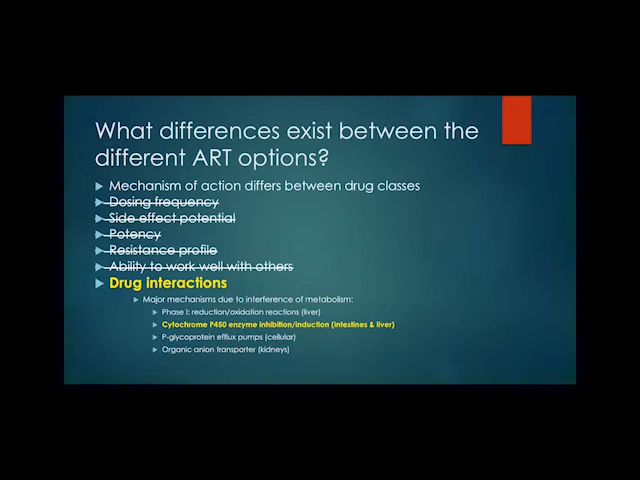 What differences exist between the
different ART options?
Mechanism of action differs between drug classes
Dosing frequency
Side effect potential
Potency
Resistance profile
Ability to work well with others
Drug interactions
Major mechanisms due to interference of metabolism:
Phase I: reduction/oxidation reactions (liver)
Cytochrome P450 enzyme inhibition/induction (intestines & liver)
P-glycoprotein efflux pumps (cellular)
Organic anion transporter (kidneys)